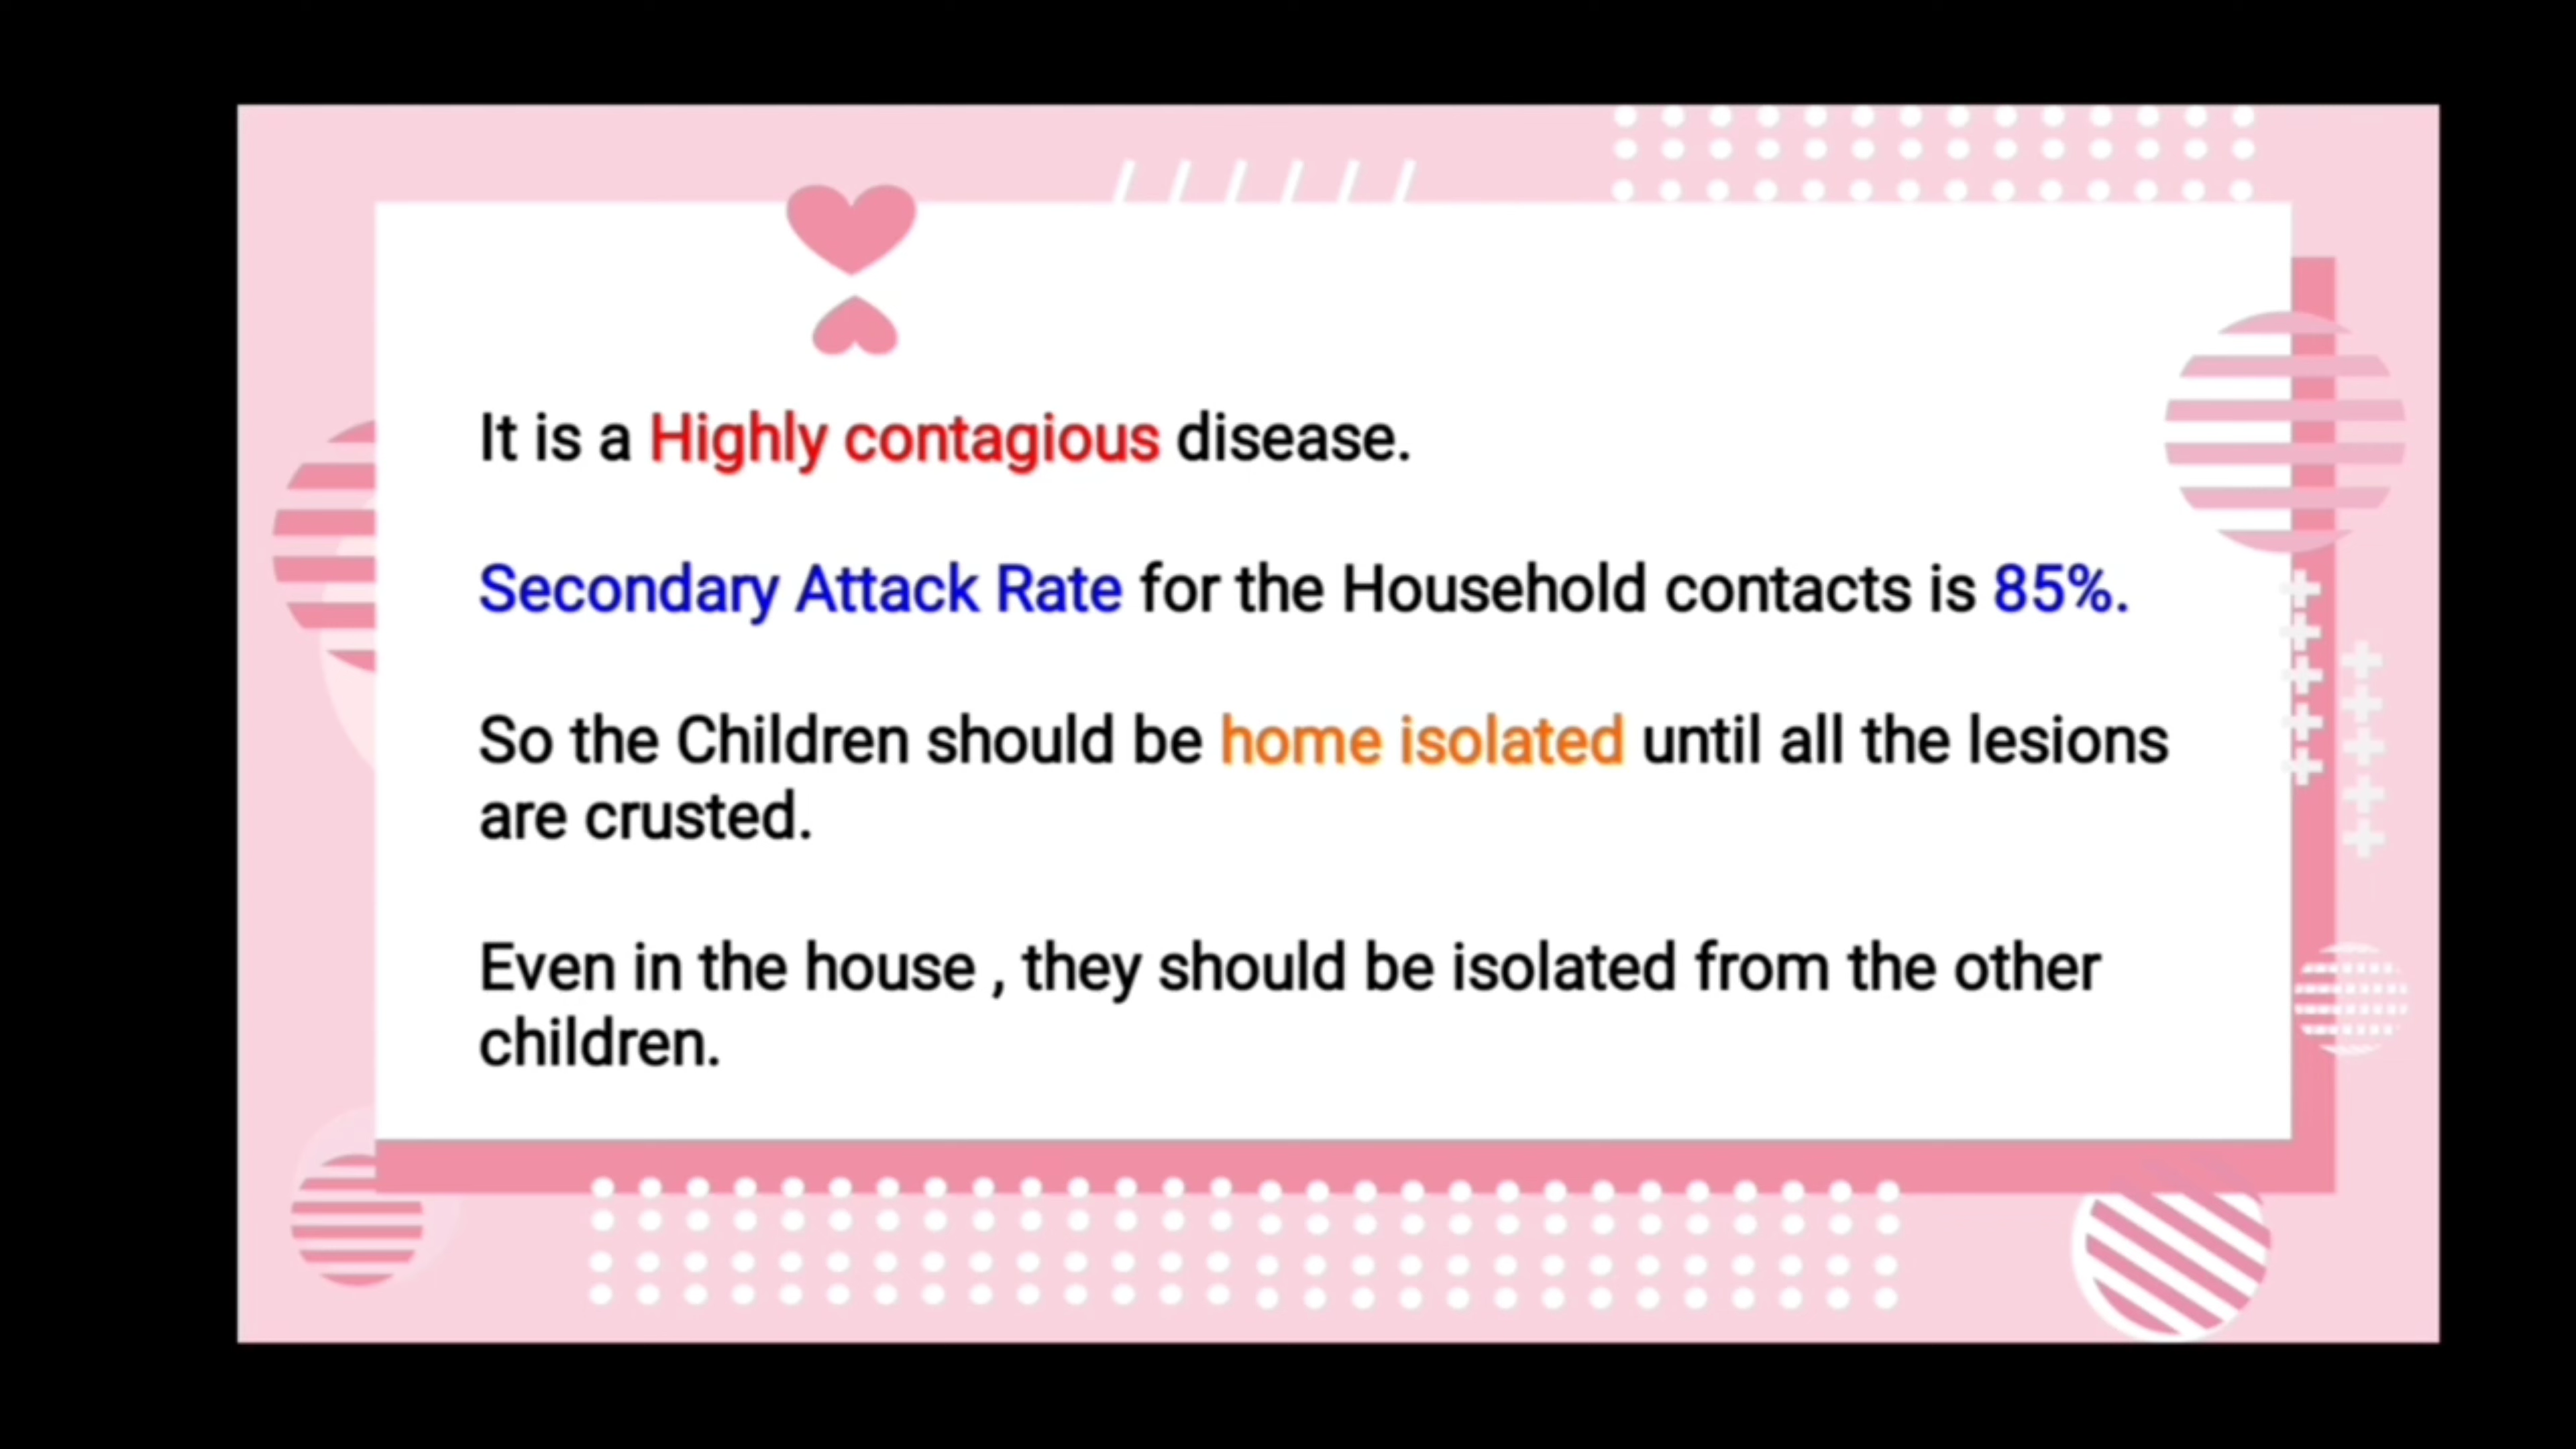 It is a Highly contagious disease.
Secondary Attack Rate for the Household contacts is 85%.
So the Children should be home isolated until all the lesions
are crusted.
Even in the house , they should be isolated from the other
children.